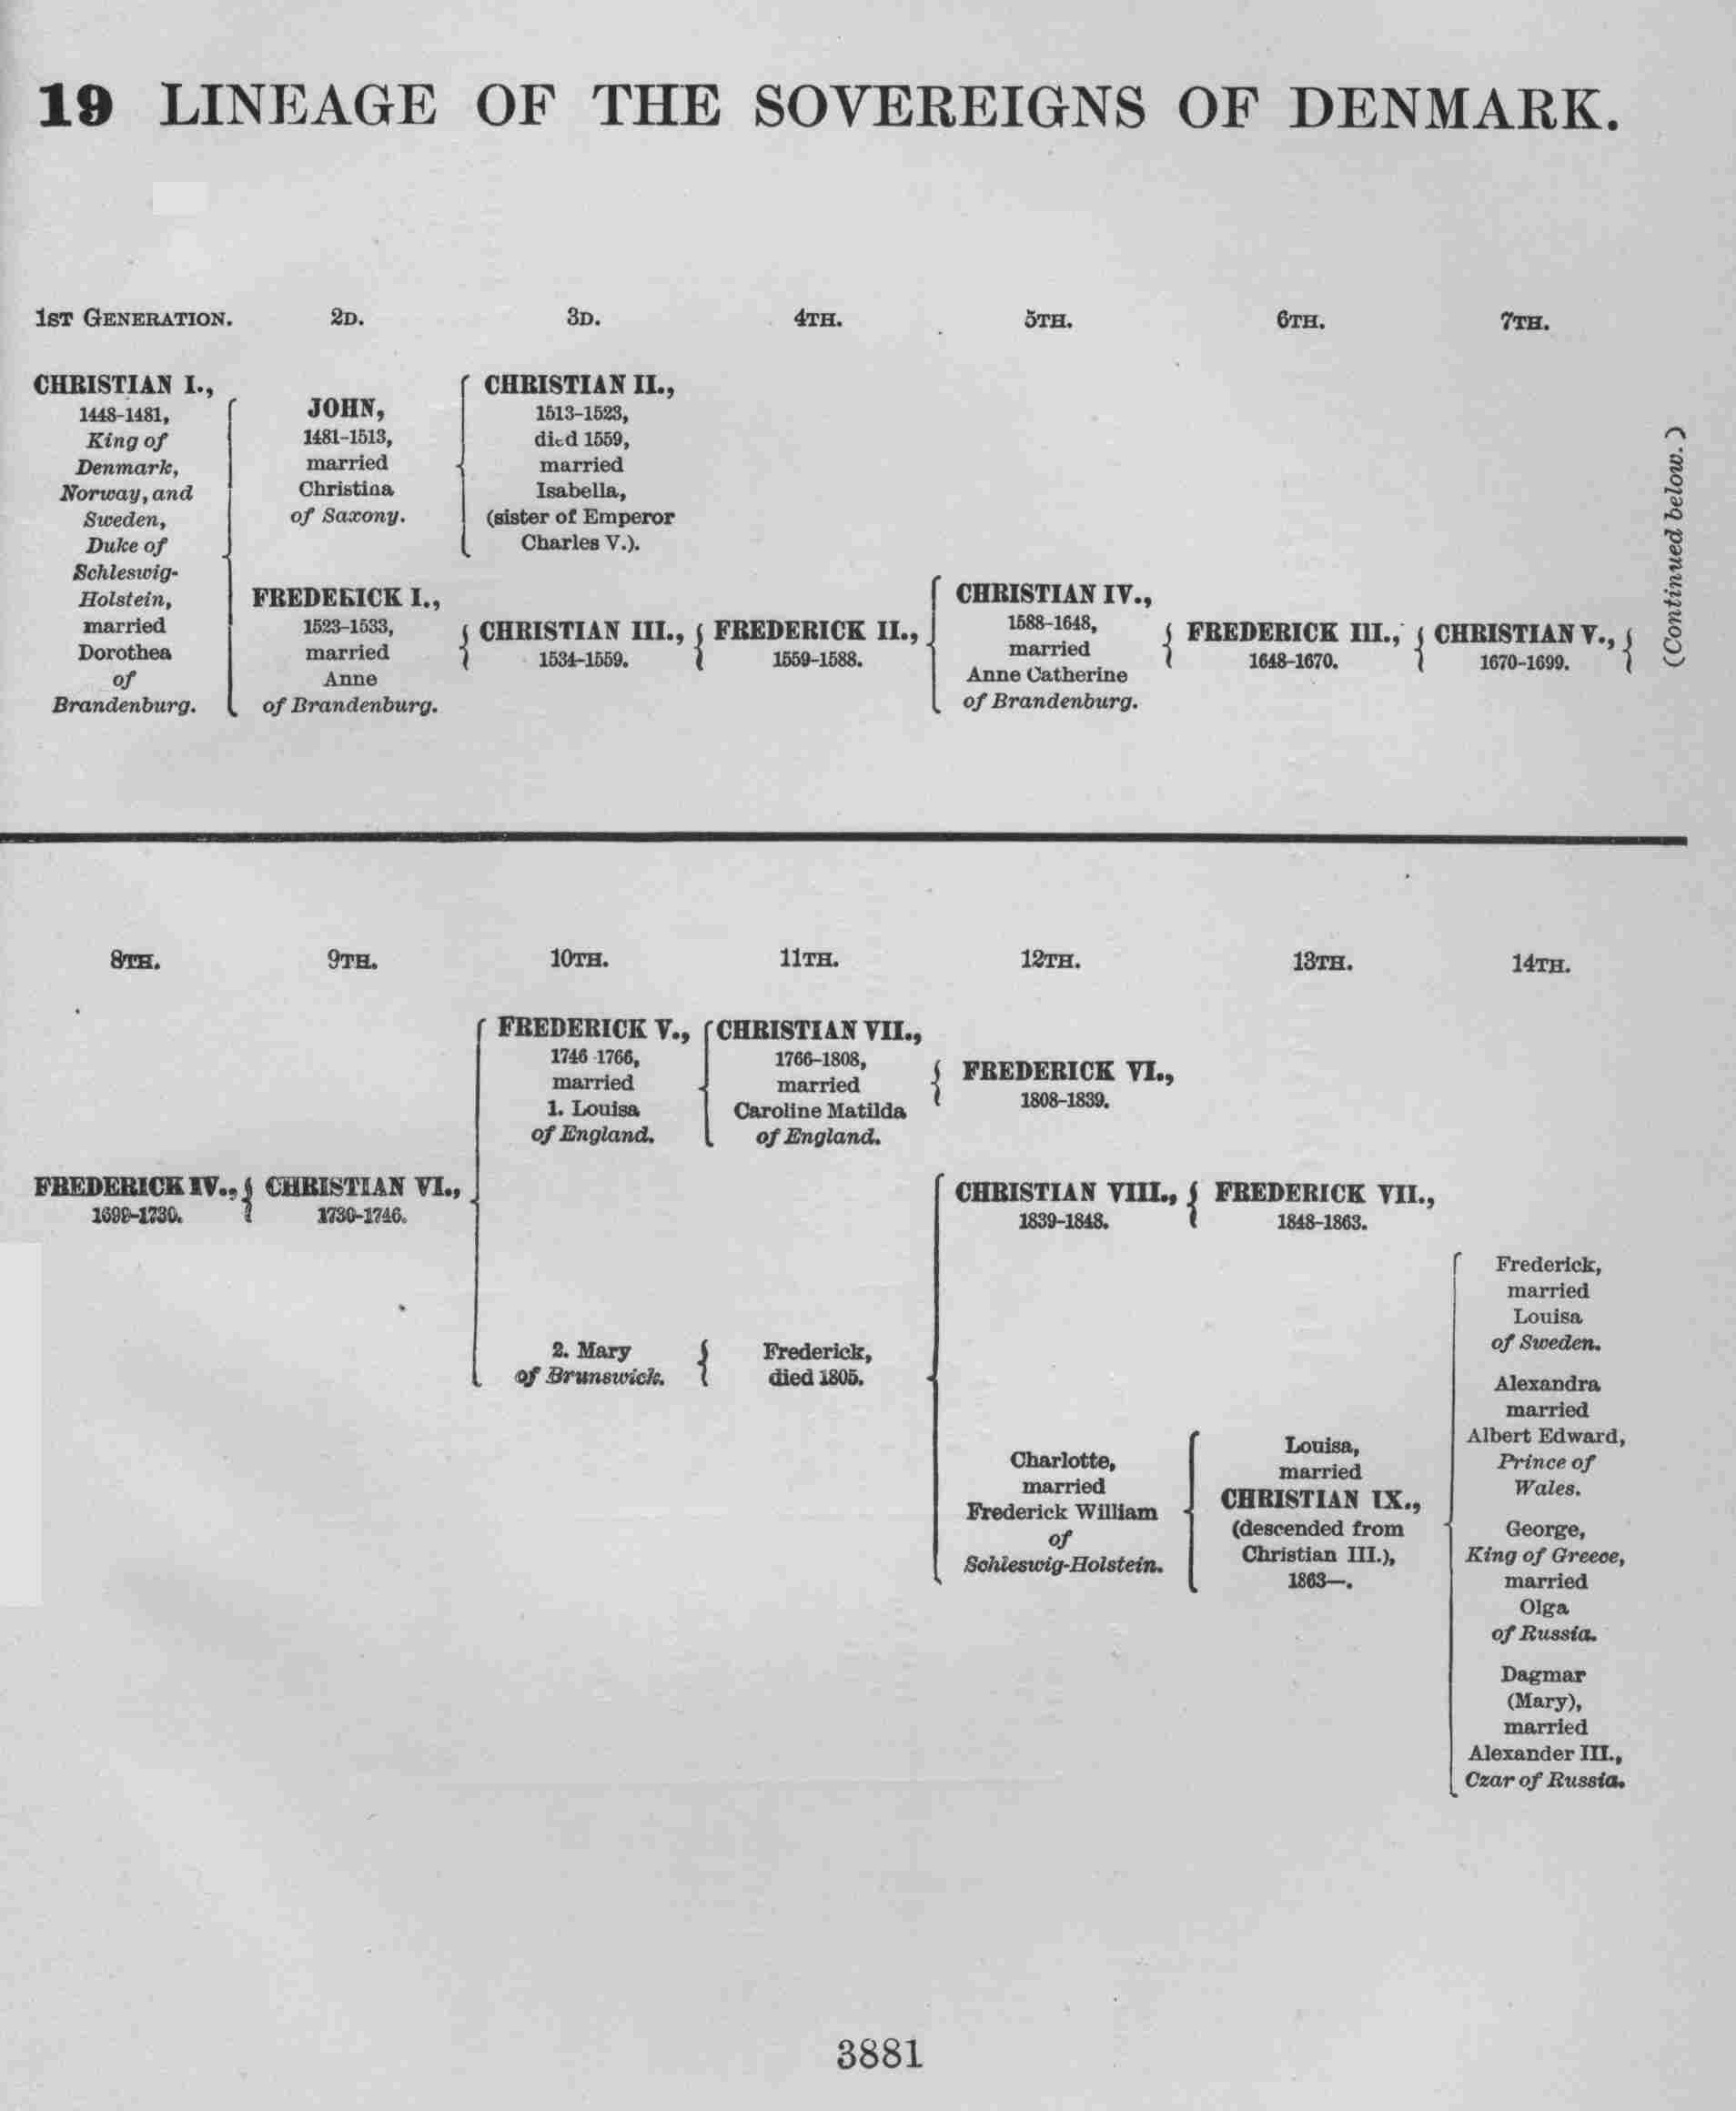 19 LINEAGE OF THE SOVEREIGNS OF DENMARK.
1ST GENERATION.
2D.
3D.
4TH.
5TH.
6TH.
7TH.
CHRISTIAN I.,
1448-1481,
King of
Denmark,
Norway, and
Sweden,
Duke of
Schleswig-
Holstein,
married
Dorothea
of
Brandenburg.
JOHN,
1481-1513,
married
Christina
of Saxony.
FREDERICK I.,
1523-1533,
married
Anne
of Brandenburg.
CHRISTIAN II.,
1513-1523,
died 1559,
married
Isabella,
(sister of Emperor
Charles V.).
CHRISTIAN III.,
1534-1559.
FREDERICK II.,
1559-1588.
CHRISTIAN IV.,
1588-1648,
married
Anne Catherine
of Brandenburg.
FREDERICK III.,
1648-1670.
CHRISTIAN V.,
1670-1699.
(Continued below.)
8TH.
9TH.
10TH.
11TH.
12TH.
13TH.
14TH.
FREDERICK IV.,
1699-1730.
CHRISTIAN VI.,
1730-1746.
FREDERICK V.,
1746-1766,
married
1. Louisa
of England.
2. Mary
of Brunswick.
CHRISTIAN VII.,
1766-1808,
married
Caroline Matilda
of England.
Frederick,
died 1805.
FREDERICK VI.,
1808-1839.
CHRISTIAN VIII.,
1839-1848.
Charlotte,
married
Frederick William
of
Schleswig-Holstein.
FREDERICK VII.,
1848-1863.
Louisa,
married
CHRISTIAN IX.,
(descended from
Christian III.),
1863—.
Frederick,
married
Louisa
of Sweden.
Alexandra
married
Albert Edward,
Prince of
Wales.
George,
King of Greece,
married
Olga
of Russia.
Dagmar
(Mary),
married
Alexander III.,
Czar of Russia.
3881